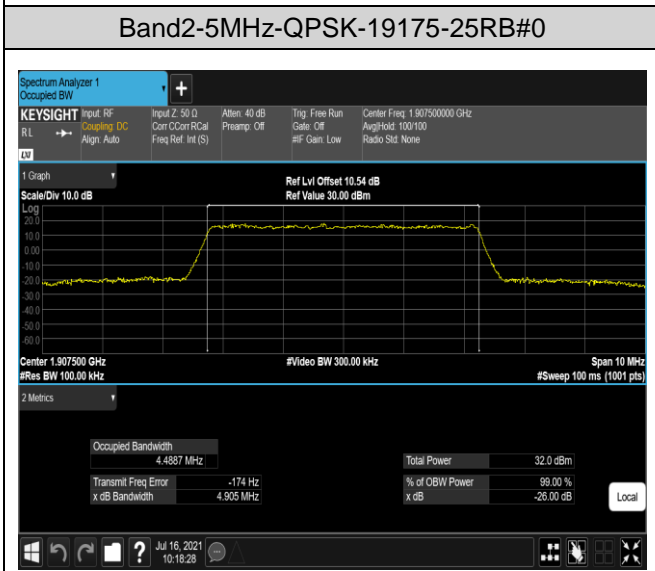 Band2-5MHz-QPSK-19175-25RB#0
Spectrum Analyzer 1
Occupied BW
+
KEYSIGHT Input: RF Input Z: 50 Ω Atten: 40 dB Trig: Free Run Center Freq: 1.907500000 GHz
RL Coupling: DC Corr CCorr RCal Preamp: Off Gate: Off Avg|Hold: 100/100
Align: Auto Freq Ref: Int (S) #IF Gain: Low Radio Std: None
LXI
1 Graph Ref Lvl Offset 10.54 dB
Scale/Div 10.0 dB Ref Value 30.00 dBm
Log
20.0
10.0
0.00
-10.0
-20.0
-30.0
-40.0
-50.0
-60.0
Center 1.907500 GHz #Video BW 300.00 kHz Span 10 MHz
#Res BW 100.00 kHz #Sweep 100 ms (1001 pts)
2 Metrics
Occupied Bandwidth
4.4887 MHz Total Power 32.0 dBm
Transmit Freq Error -174 Hz % of OBW Power 99.00 %
x dB Bandwidth 4.905 MHz x dB -26.00 dB
Local
? Jul 16, 2021
10:18:28